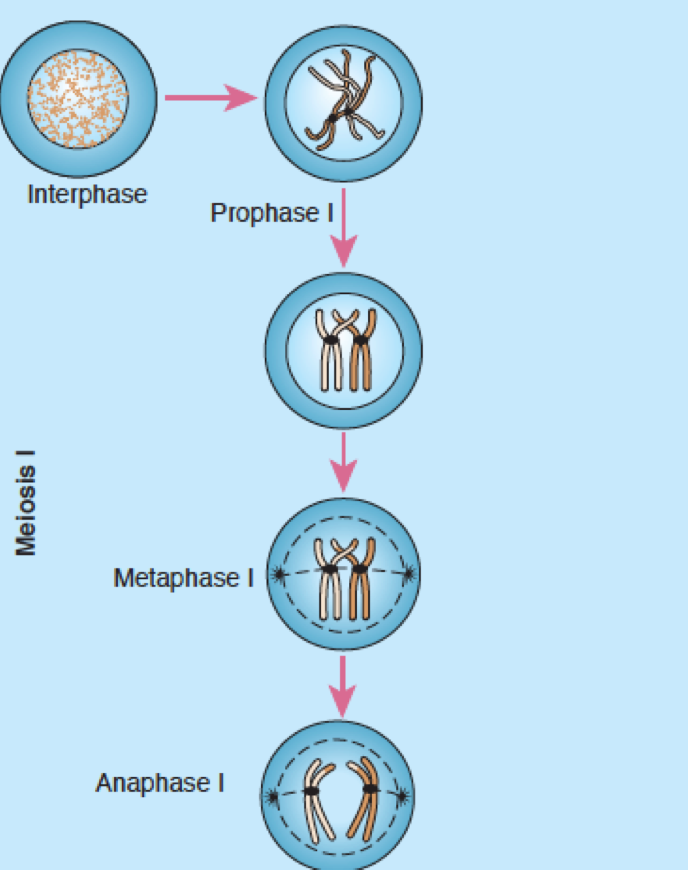 Interphase
Prophase I
Meiosis I
Metaphase I
Anaphase I